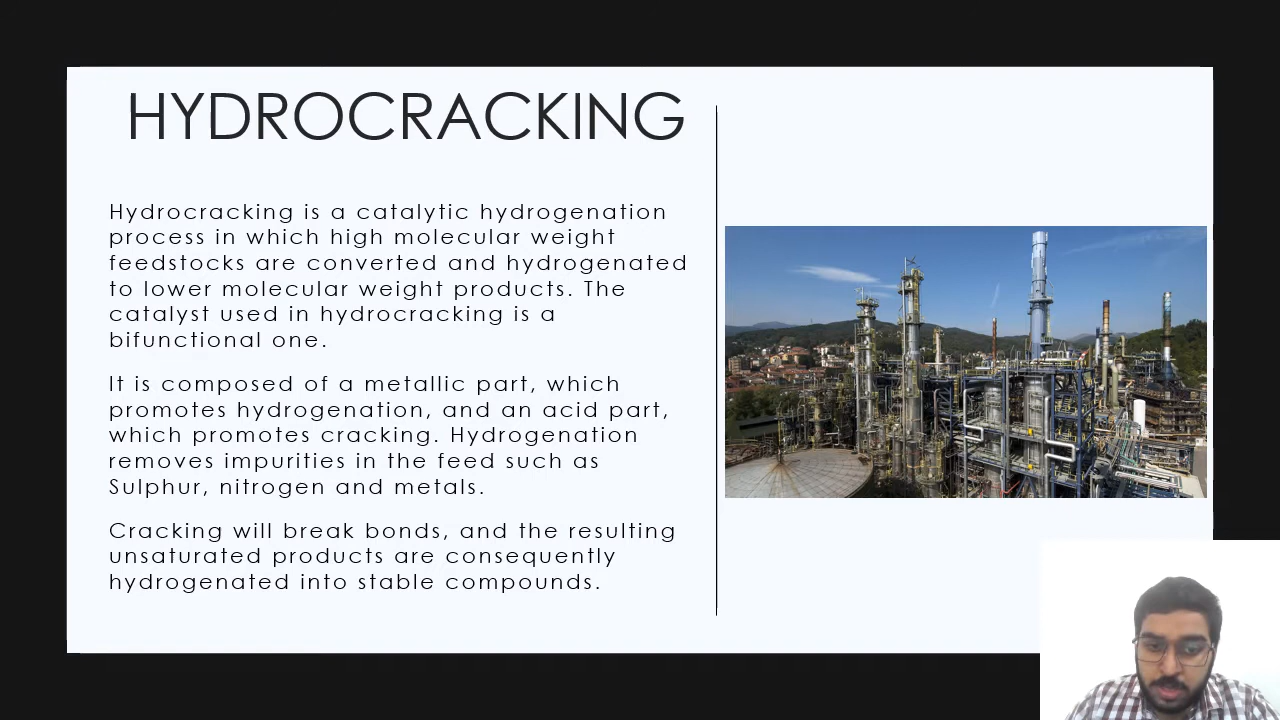 HYDROCRACKING
Hydrocracking is a catalytic hydrogenation
process in which high molecular weight
feedstocks are converted and hydrogenated
to lower molecular weight products. The
catalyst used in hydrocracking is a
bifunctional one.
It is composed of a metallic part, which
promotes hydrogenation, and an acid part,
which promotes cracking. Hydrogenation
removes impurities in the feed such as
Sulphur, nitrogen and metals.
Cracking will break bonds, and the resulting
unsaturated products are consequently
hydrogenated into stable compounds.